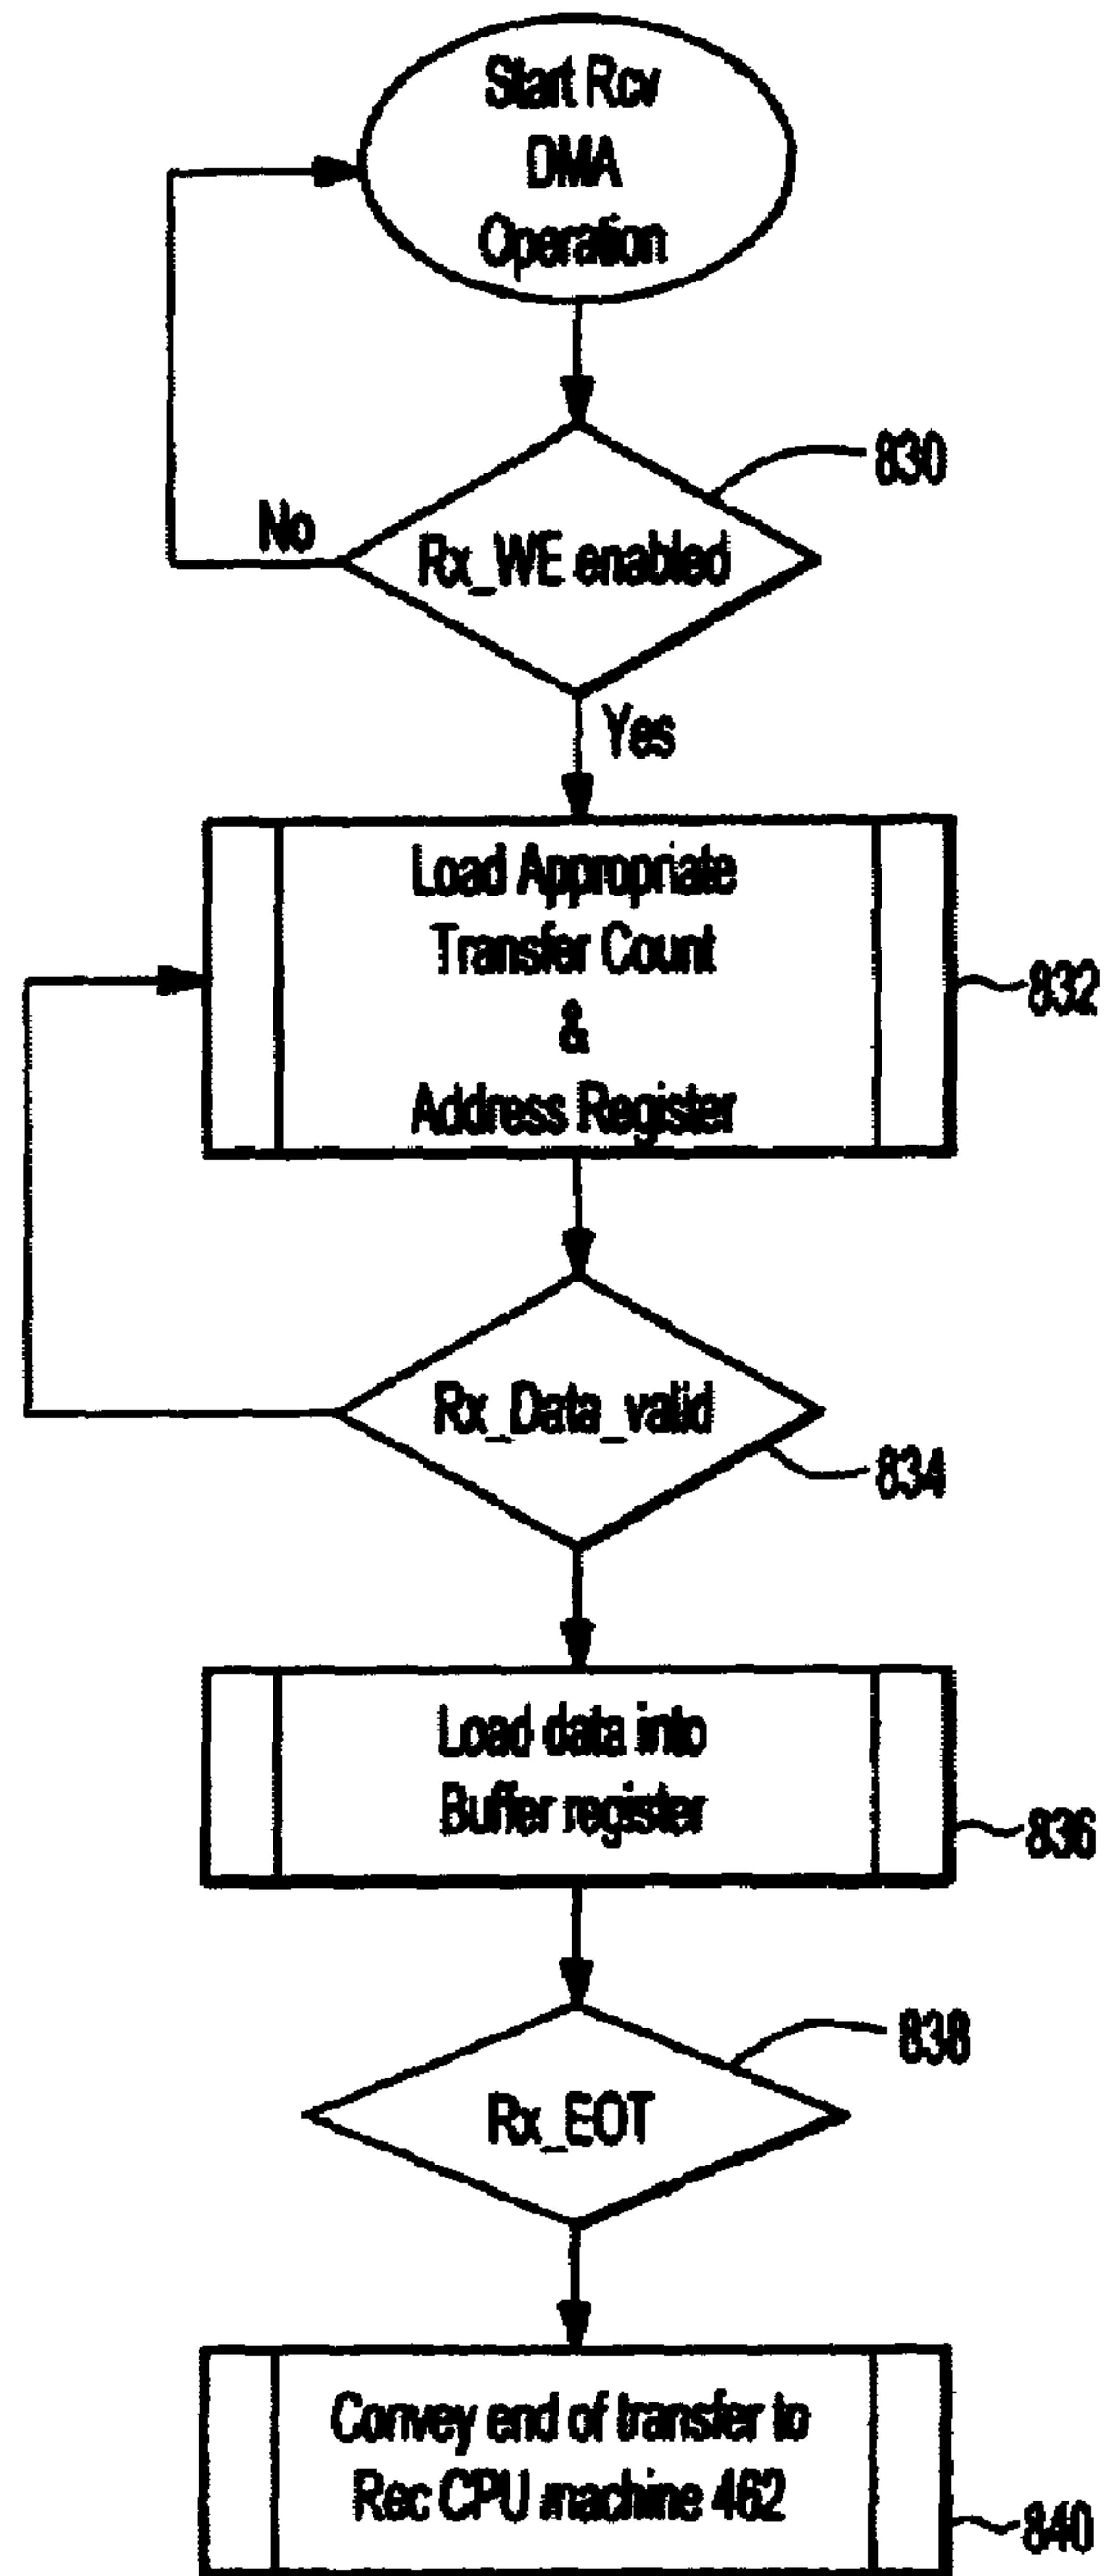 Start Rcv
DMA
Operation
830
No
Rx_WE enabled
Yes
Load Appropriate
Transfer Count
&
Address Register
832
Rx_Data_valid
834
Load data into
Buffer register
836
838
Rx_EOT
Convey end of transfer to
Rec CPU machine 462
840